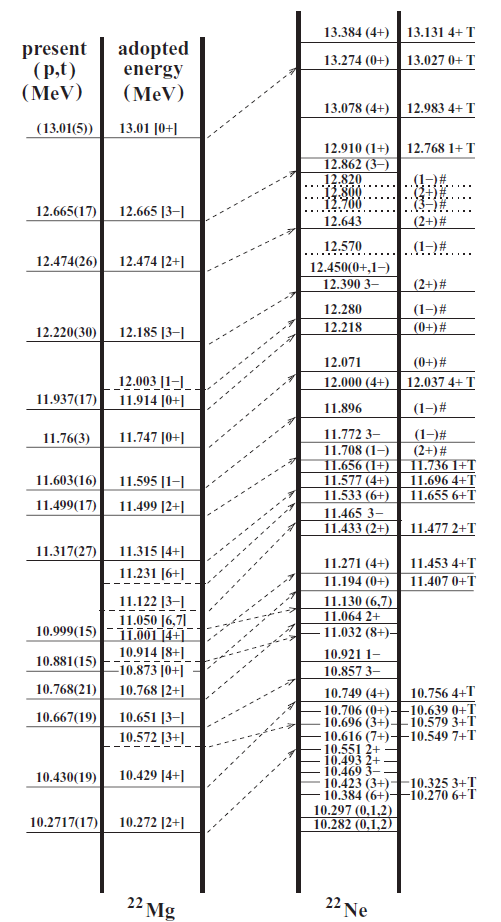 present adopted
(p,t) energy
(MeV) (MeV)
13.384 (4+) 13.131 4+ T
13.274 (0+) 13.027 0+ T
13.078 (4+) 12.983 4+ T
(13.01(5)) 13.01 [0+]
12.910 (1+) 12.768 1+ T
12.862 (3−)
12.820 (1−)#
12.800 (2+)#
12.700 (3−)#
12.665(17) 12.665 [3−]
12.643 (2+)#
12.570 (1−)#
12.474(26) 12.474 [2+]
12.450(0+,1−)
12.390 3− (2+)#
12.280 (1−)#
12.220(30) 12.185 [3−]
12.218 (0+)#
12.071 (0+)#
12.003 [1−]
12.000 (4+) 12.037 4+ T
11.937(17) 11.914 [0+]
11.896 (1−)#
11.76(3) 11.747 [0+]
11.772 3− (1−)#
11.708 (1−) (2+)#
11.656 (1+) 11.736 1+T
11.603(16) 11.595 [1−]
11.577 (4+) 11.696 4+T
11.533 (6+) 11.655 6+T
11.499(17) 11.499 [2+]
11.465 3−
11.433 (2+) 11.477 2+T
11.317(27) 11.315 [4+]
11.271 (4+) 11.453 4+T
11.231 [6+]
11.194 (0+) 11.407 0+T
11.122 [3−]
11.130 (6,7)
11.050 [6,7]
11.064 2+
10.999(15) 11.001 [4+]
11.032 (8+)
10.914 [8+]
10.921 1−
10.881(15) 10.873 [0+]
10.857 3−
10.768(21) 10.768 [2+]
10.749 (4+) 10.756 4+T
10.706 (0+) 10.639 0+T
10.667(19) 10.651 [3−]
10.696 (3+) 10.579 3+T
10.616 (7+) 10.549 7+T
10.572 [3+]
10.551 2+
10.493 2+
10.469 3−
10.430(19) 10.429 [4+]
10.423 (3+) 10.325 3+T
10.384 (6+) 10.270 6+T
10.297 (0,1,2)
10.2717(17) 10.272 [2+]
10.282 (0,1,2)
22Mg 22Ne